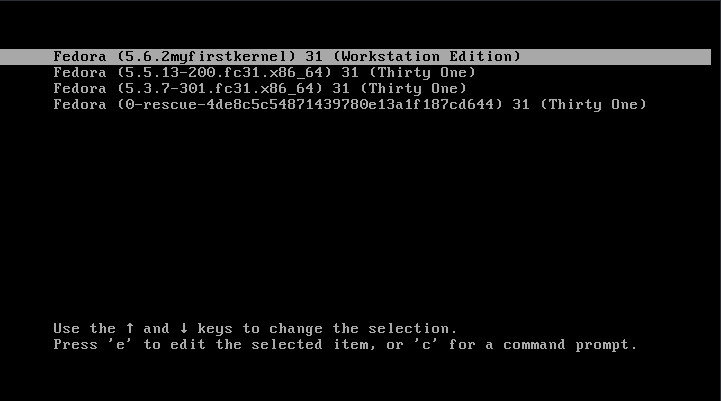 Fedora (5.6.2myfirstkernel) 31 (Workstation Edition)
Fedora (5.5.13-200.fc31.x86_64) 31 (Thirty One)
Fedora (5.3.7-301.fc31.x86_64) 31 (Thirty One)
Fedora (0-rescue-4de8c5c54871439780e13a1f187cd644) 31 (Thirty One)
Use the ↑ and ↓ keys to change the selection.
Press 'e' to edit the selected item, or 'c' for a command prompt.